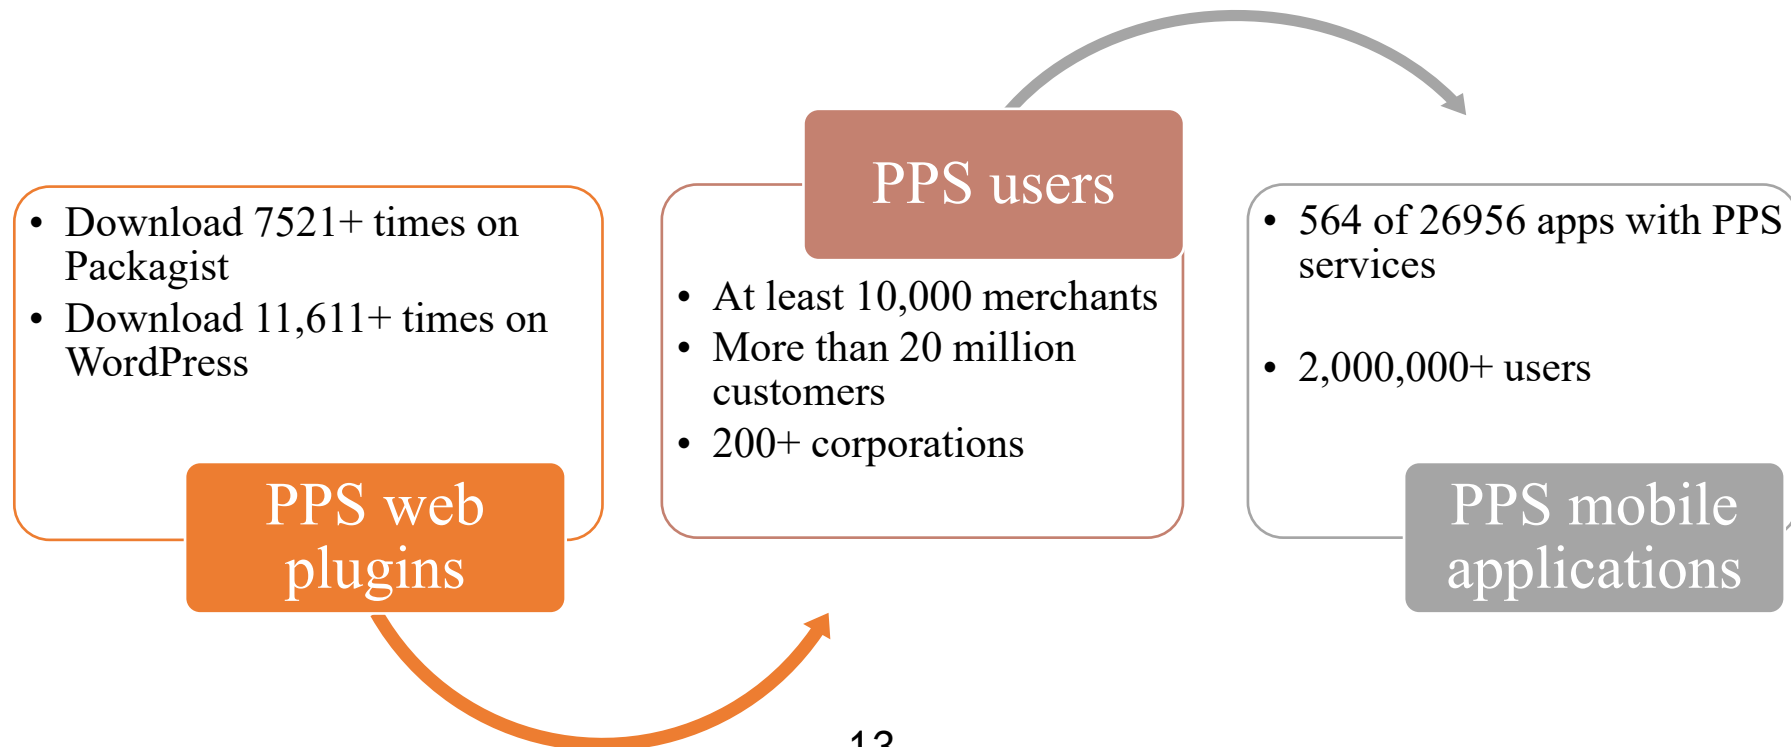 • Download 7521+ times on
Packagist
• Download 11,611+ times on
WordPress
PPS web
plugins
PPS users
• At least 10,000 merchants
• More than 20 million
customers
• 200+ corporations
• 564 of 26956 apps with PPS
services
• 2,000,000+ users
PPS mobile
applications
13